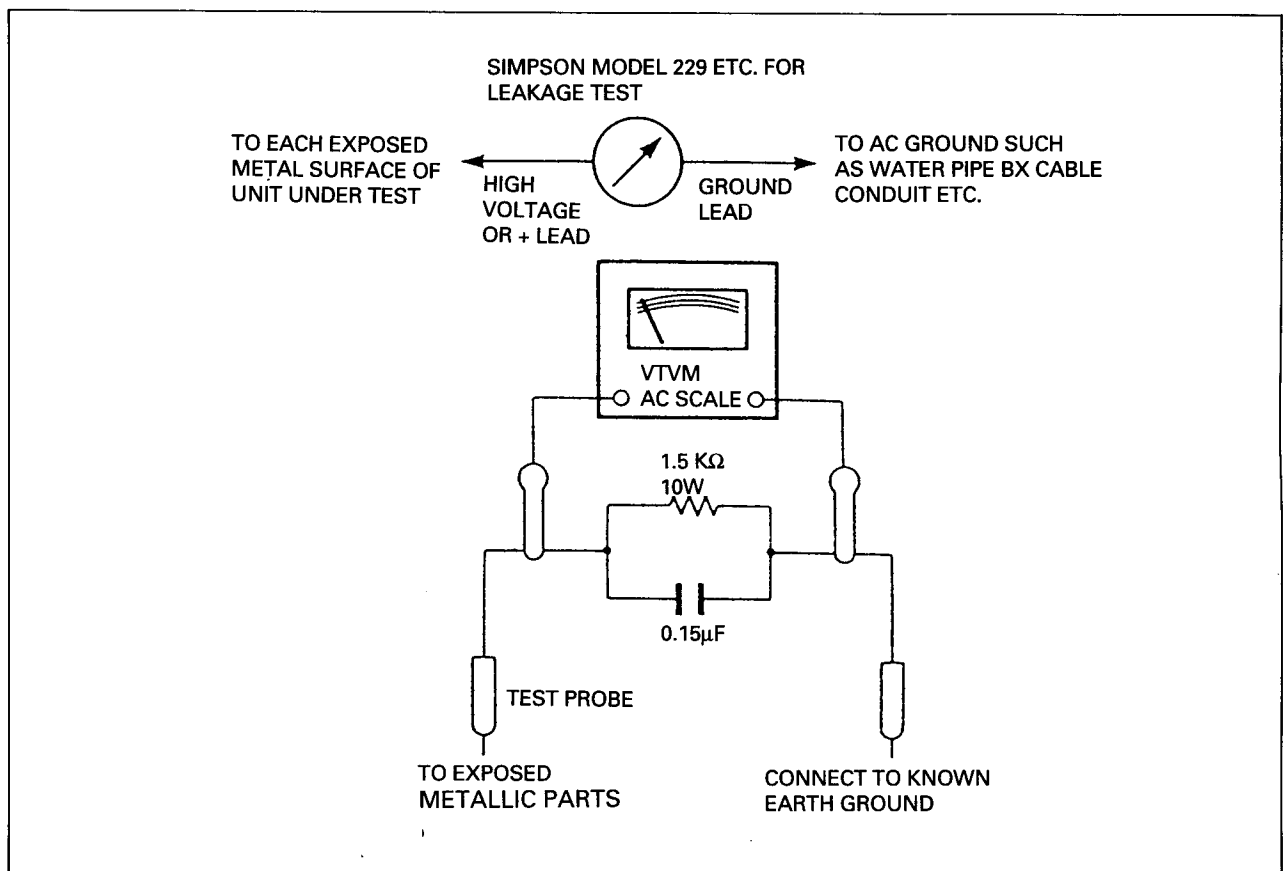 SIMPSON MODEL 229 ETC. FOR
LEAKAGE TEST
TO EACH EXPOSED
METAL SURFACE OF
UNIT UNDER TEST
HIGH
VOLTAGE
OR + LEAD
GROUND
LEAD
TO AC GROUND SUCH
AS WATER PIPE BX CABLE
CONDUIT ETC.
VTVM
AC SCALE
1.5 KΩ
10W
0.15μF
TEST PROBE
TO EXPOSED
METALLIC PARTS
CONNECT TO KNOWN
EARTH GROUND